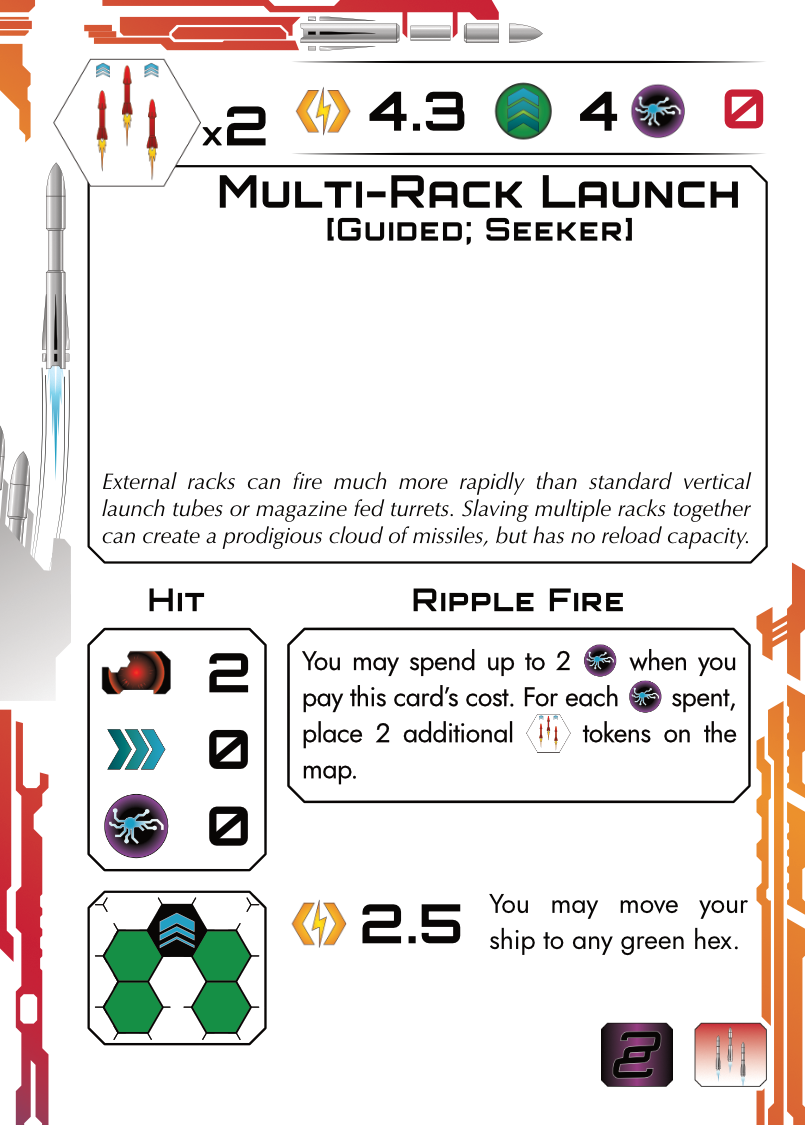 x2 4.3 4 0
Multi-Rack Launch
[Guided; Seeker]
External racks can fire much more rapidly than standard vertical
launch tubes or magazine fed turrets. Slaving multiple racks together
can create a prodigious cloud of missiles, but has no reload capacity.
Hit
2
0
0
Ripple Fire
You may spend up to 2 when you
pay this card's cost. For each spent,
place 2 additional tokens on the
map.
2.5
You may move your
ship to any green hex.
2